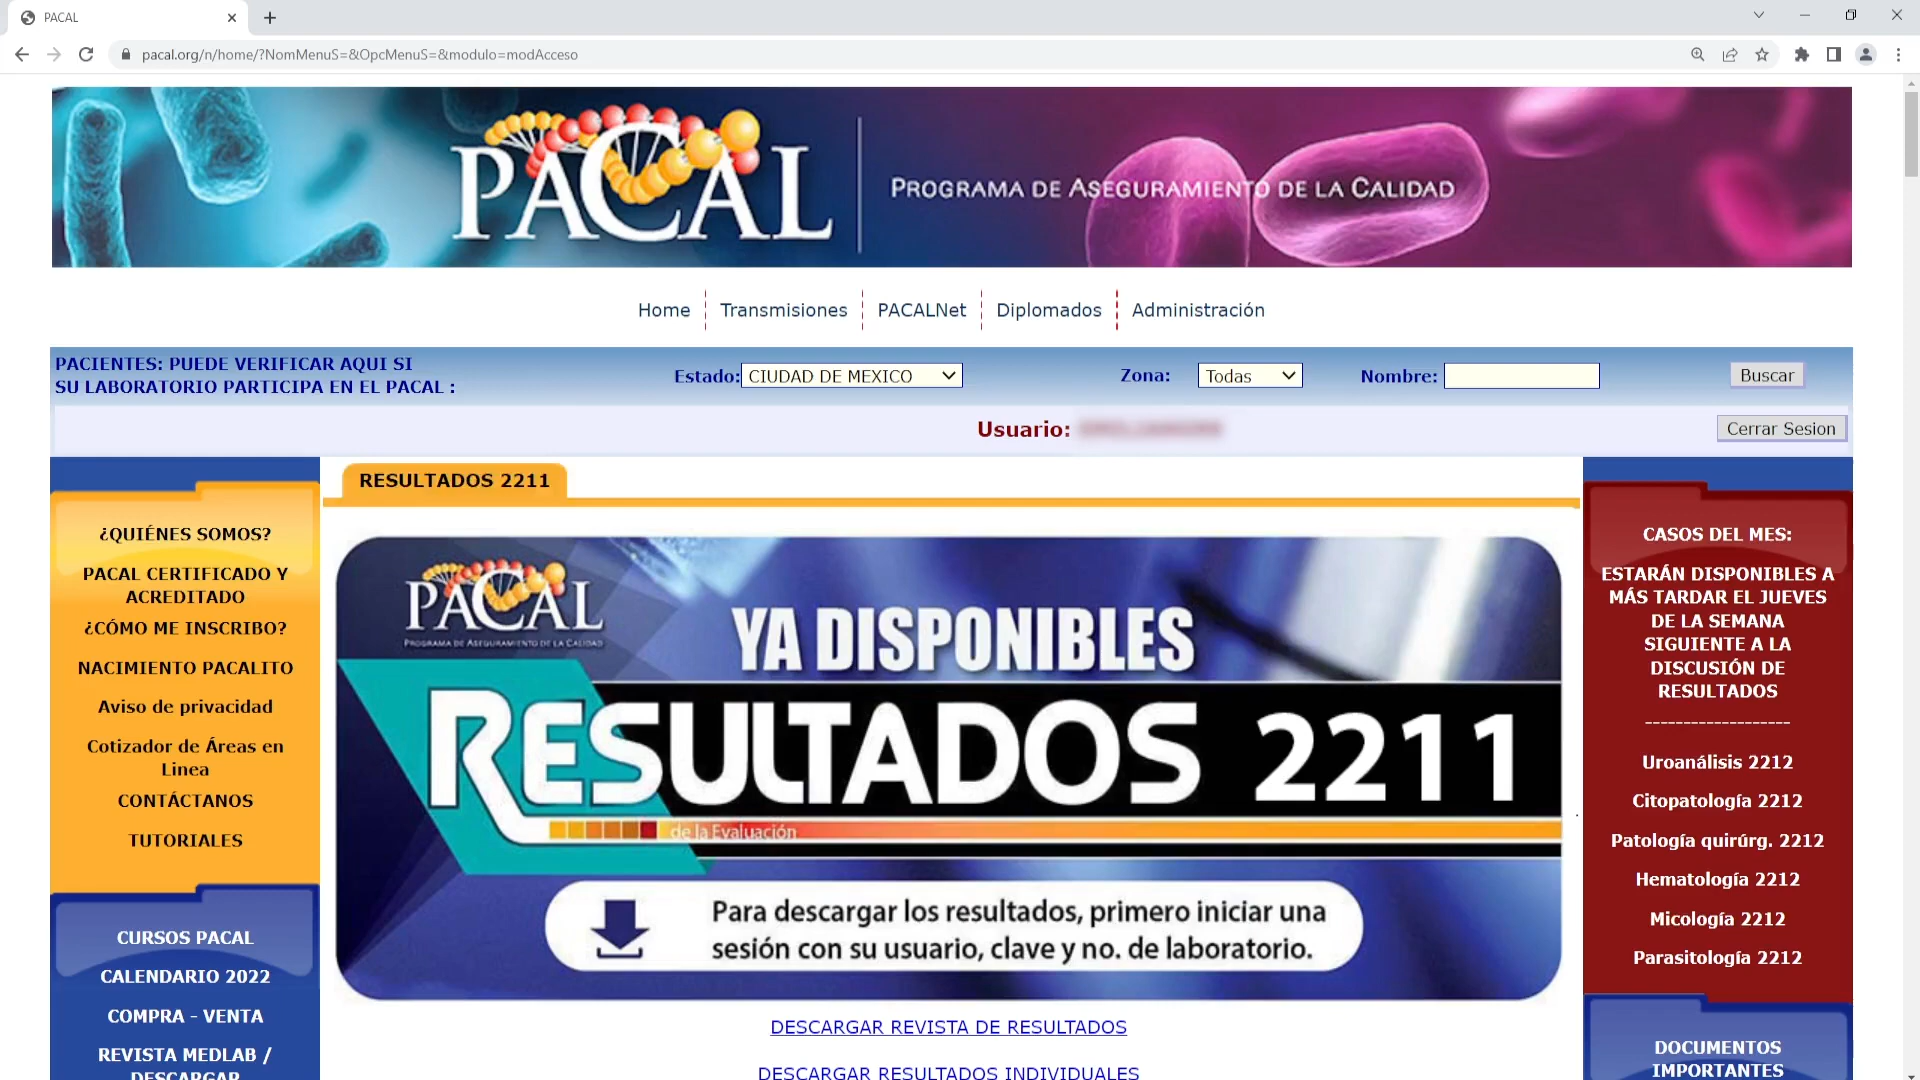 PACAL
pacal.org/n/home/?NomMenuS=&OpcMenuS=&modulo=modAcceso
PACAL
PROGRAMA DE ASEGURAMIENTO DE LA CALIDAD
Home
Transmisiones
PACALNet
Diplomados
Administración
PACIENTES: PUEDE VERIFICAR AQUI SI
SU LABORATORIO PARTICIPA EN EL PACAL :
Estado: CIUDAD DE MEXICO
Zona: Todas
Nombre:
Buscar
Usuario:
Cerrar Sesion
¿QUIÉNES SOMOS?
PACAL CERTIFICADO Y
ACREDITADO
¿CÓMO ME INSCRIBO?
NACIMIENTO PACALITO
Aviso de privacidad
Cotizador de Áreas en
Linea
CONTÁCTANOS
TUTORIALES
CURSOS PACAL
CALENDARIO 2022
COMPRA - VENTA
REVISTA MEDLAB /
DESCARGAR
RESULTADOS 2211
PACAL
PROGRAMA DE ASEGURAMIENTO DE LA CALIDAD
YA DISPONIBLES
RESULTADOS 2211
de la Evaluación
Para descargar los resultados, primero iniciar una
sesión con su usuario, clave y no. de laboratorio.
DESCARGAR REVISTA DE RESULTADOS
DESCARGAR RESULTADOS INDIVIDUALES
CASOS DEL MES:
ESTARÁN DISPONIBLES A
MÁS TARDAR EL JUEVES
DE LA SEMANA
SIGUIENTE A LA
DISCUSIÓN DE
RESULTADOS
-------------------
Uroanálisis 2212
Citopatología 2212
Patología quirúrg. 2212
Hematología 2212
Micología 2212
Parasitología 2212
DOCUMENTOS
IMPORTANTES